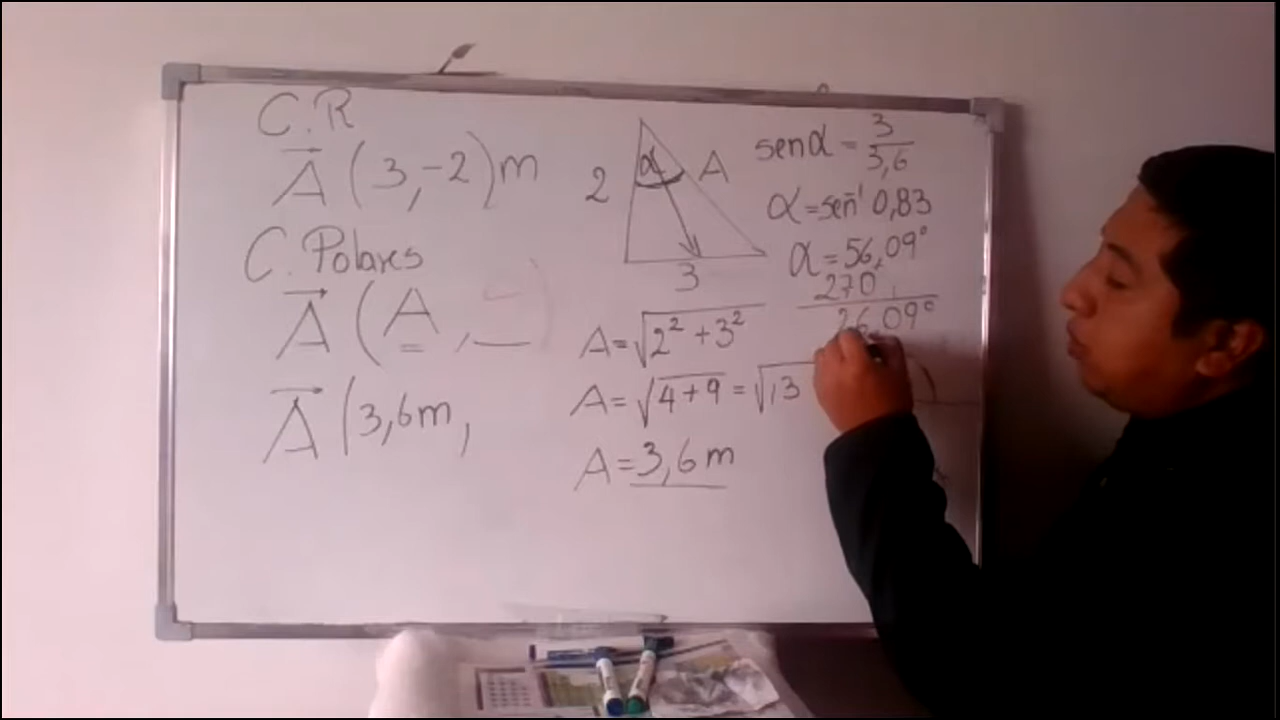 C.R
A (3,-2)m
C. Polares
A (A, _)
A (3,6m,
2 α A
3
A=√2²+3²
A=√4+9 = √13
A=3,6m
senα = 3/3,6
α=sen⁻¹ 0,83
α=56,09°
270
26,09°